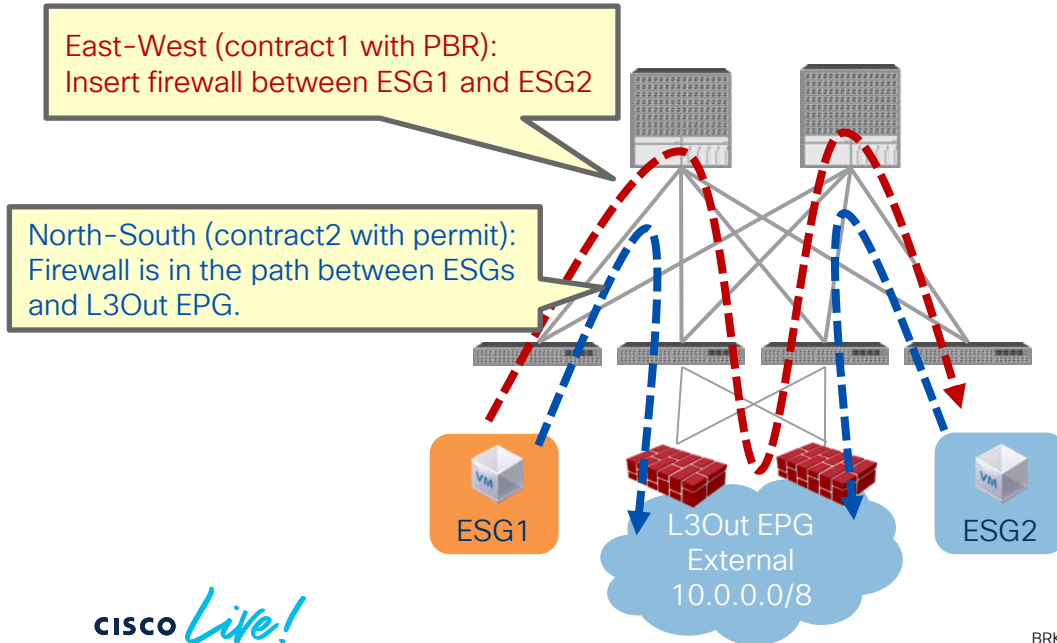 East-West (contract1 with PBR):
Insert firewall between ESG1 and ESG2
North-South (contract2 with permit):
Firewall is in the path between ESGs
and L3Out EPG.
VM
ESG1
L3Out EPG
External
10.0.0.0/8
VM
ESG2
CISCO Live!
BRK